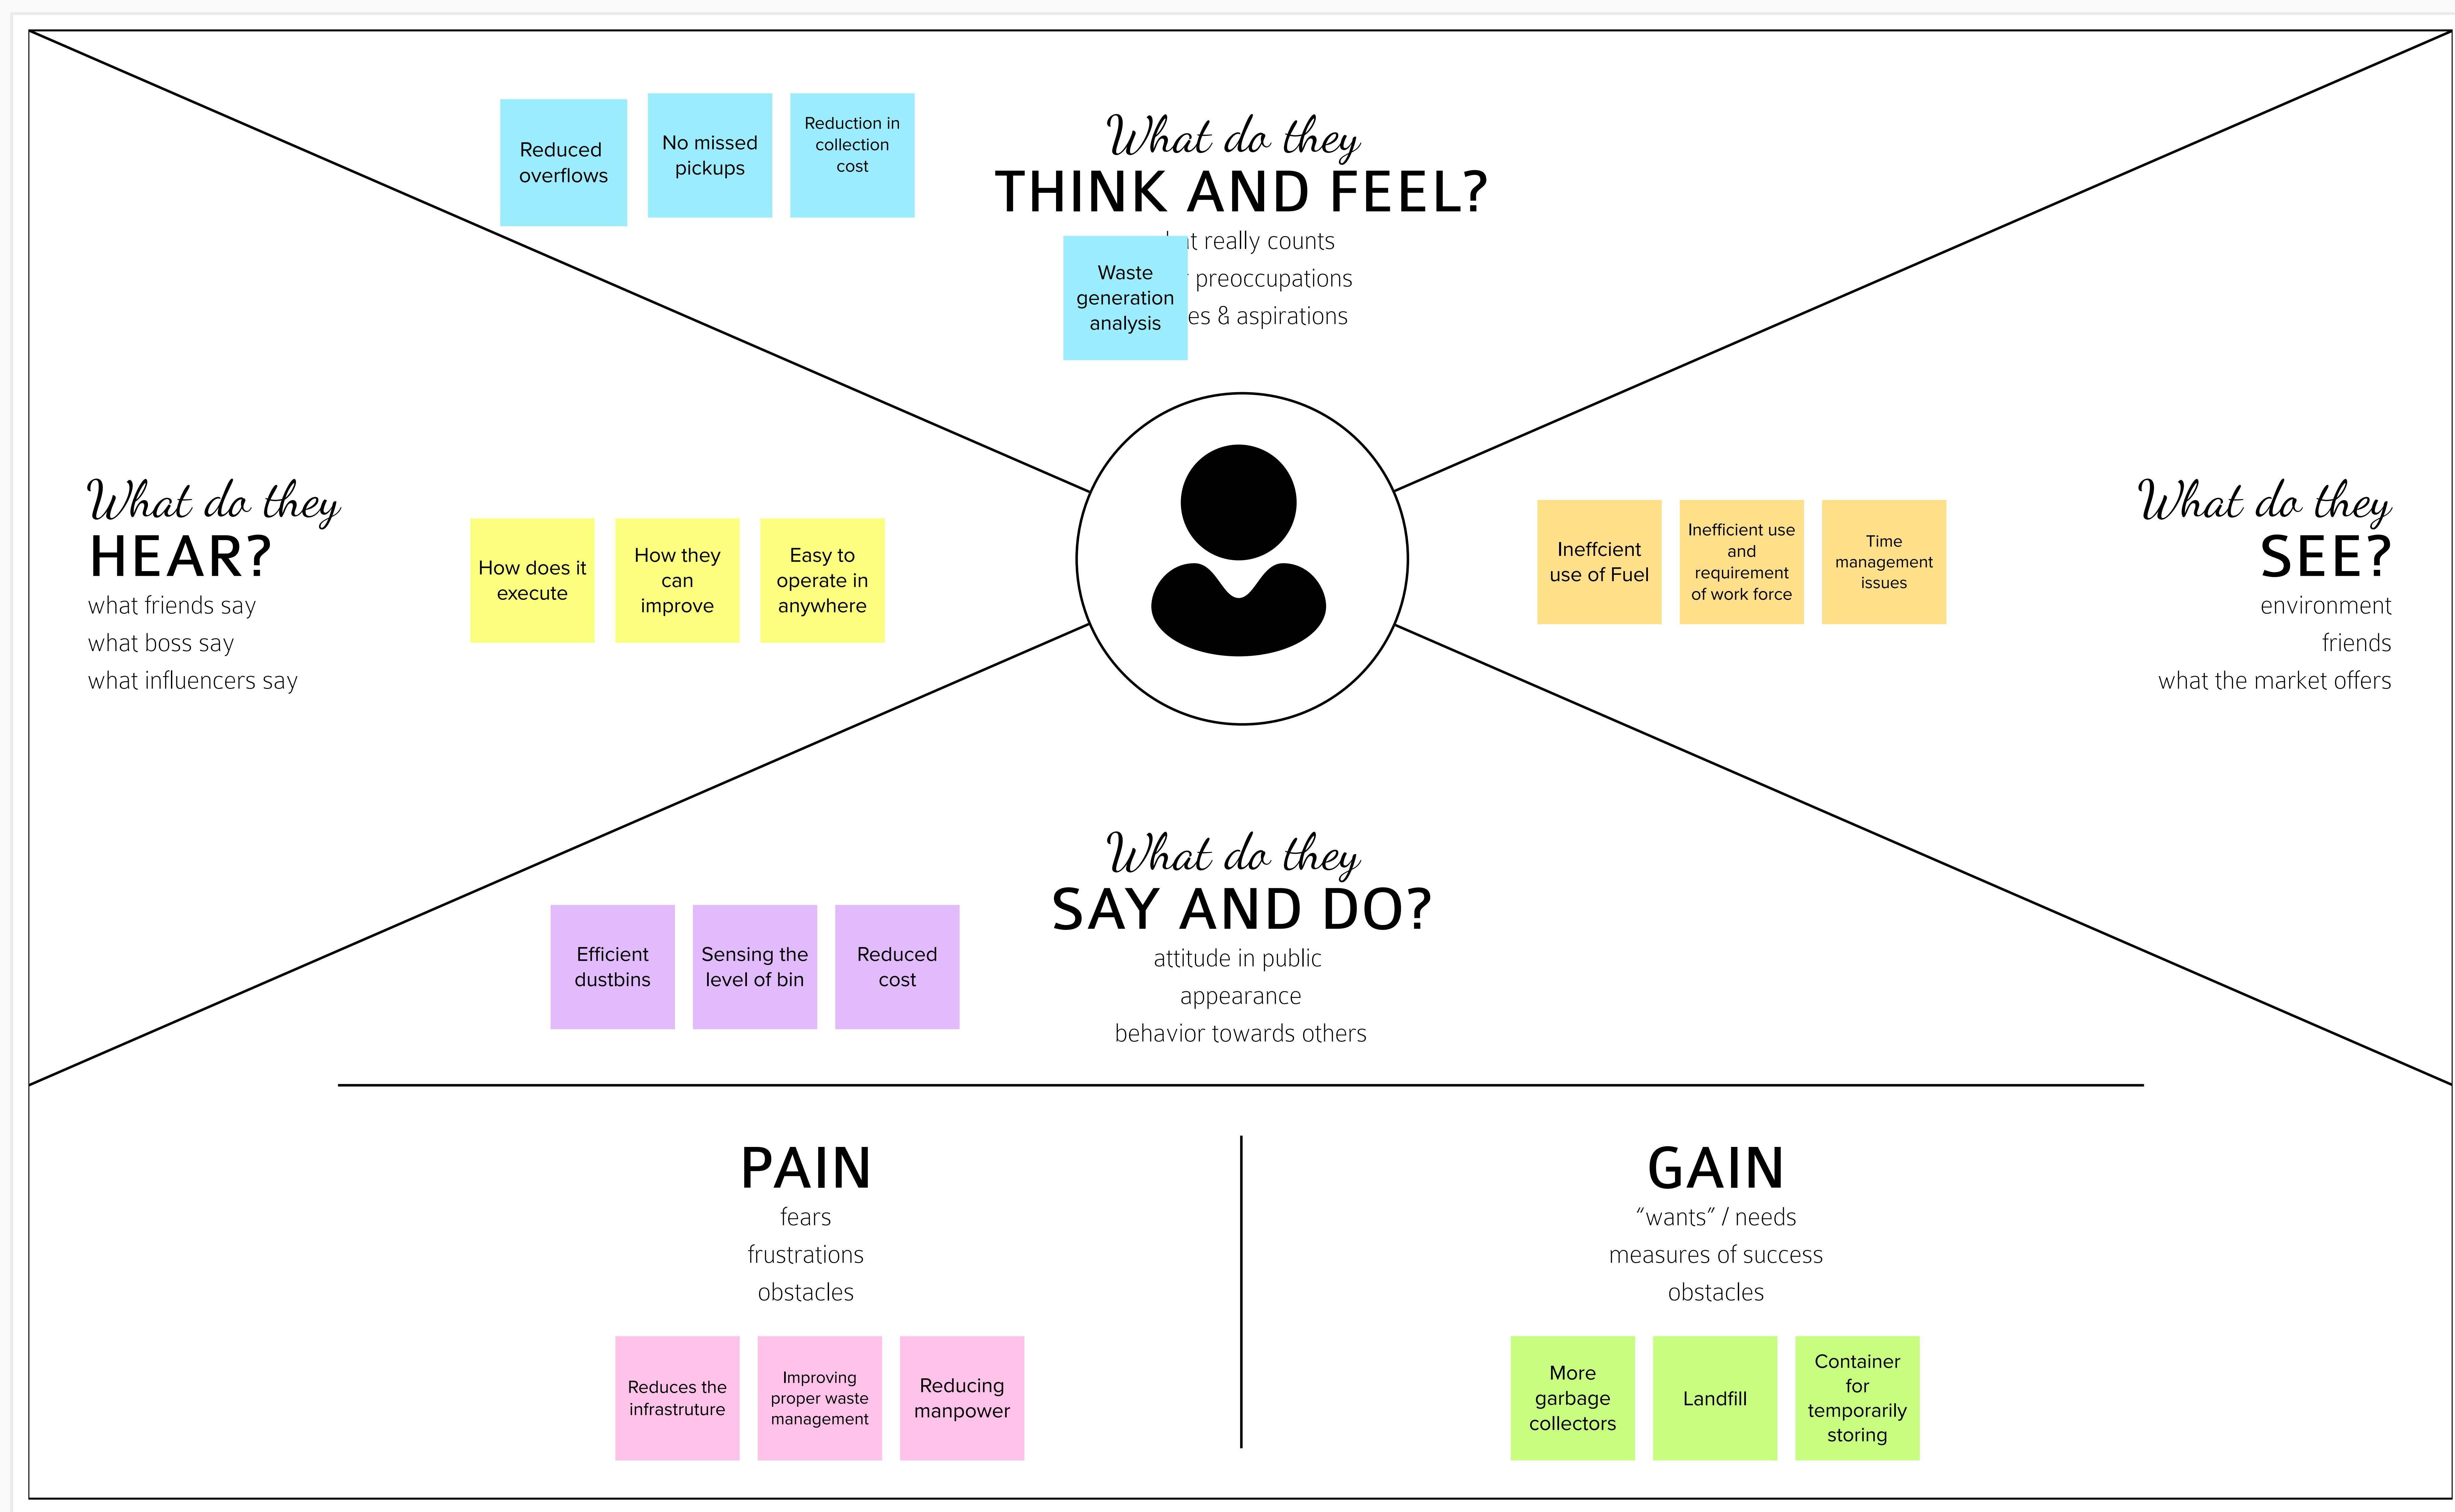 Reduced
overflows
No missed
pickups
Reduction in
collection
cost
What do they
THINK AND FEEL?
really counts
preoccupations
& aspirations
Waste
generation
analysis
What do they
HEAR?
what friends say
what boss say
what influencers say
How does it
execute
How they
can
improve
Easy to
operate in
anywhere
Ineffcient
use of Fuel
Inefficient use
and
requirement
of work force
Time
management
issues
What do they
SEE?
environment
friends
what the market offers
What do they
SAY AND DO?
attitude in public
appearance
behavior towards others
Efficient
dustbins
Sensing the
level of bin
Reduced
cost
PAIN
fears
frustrations
obstacles
Reduces the
infrastruture
Improving
proper waste
management
Reducing
manpower
GAIN
“wants” / needs
measures of success
obstacles
More
garbage
collectors
Landfill
Container
for
temporarily
storing